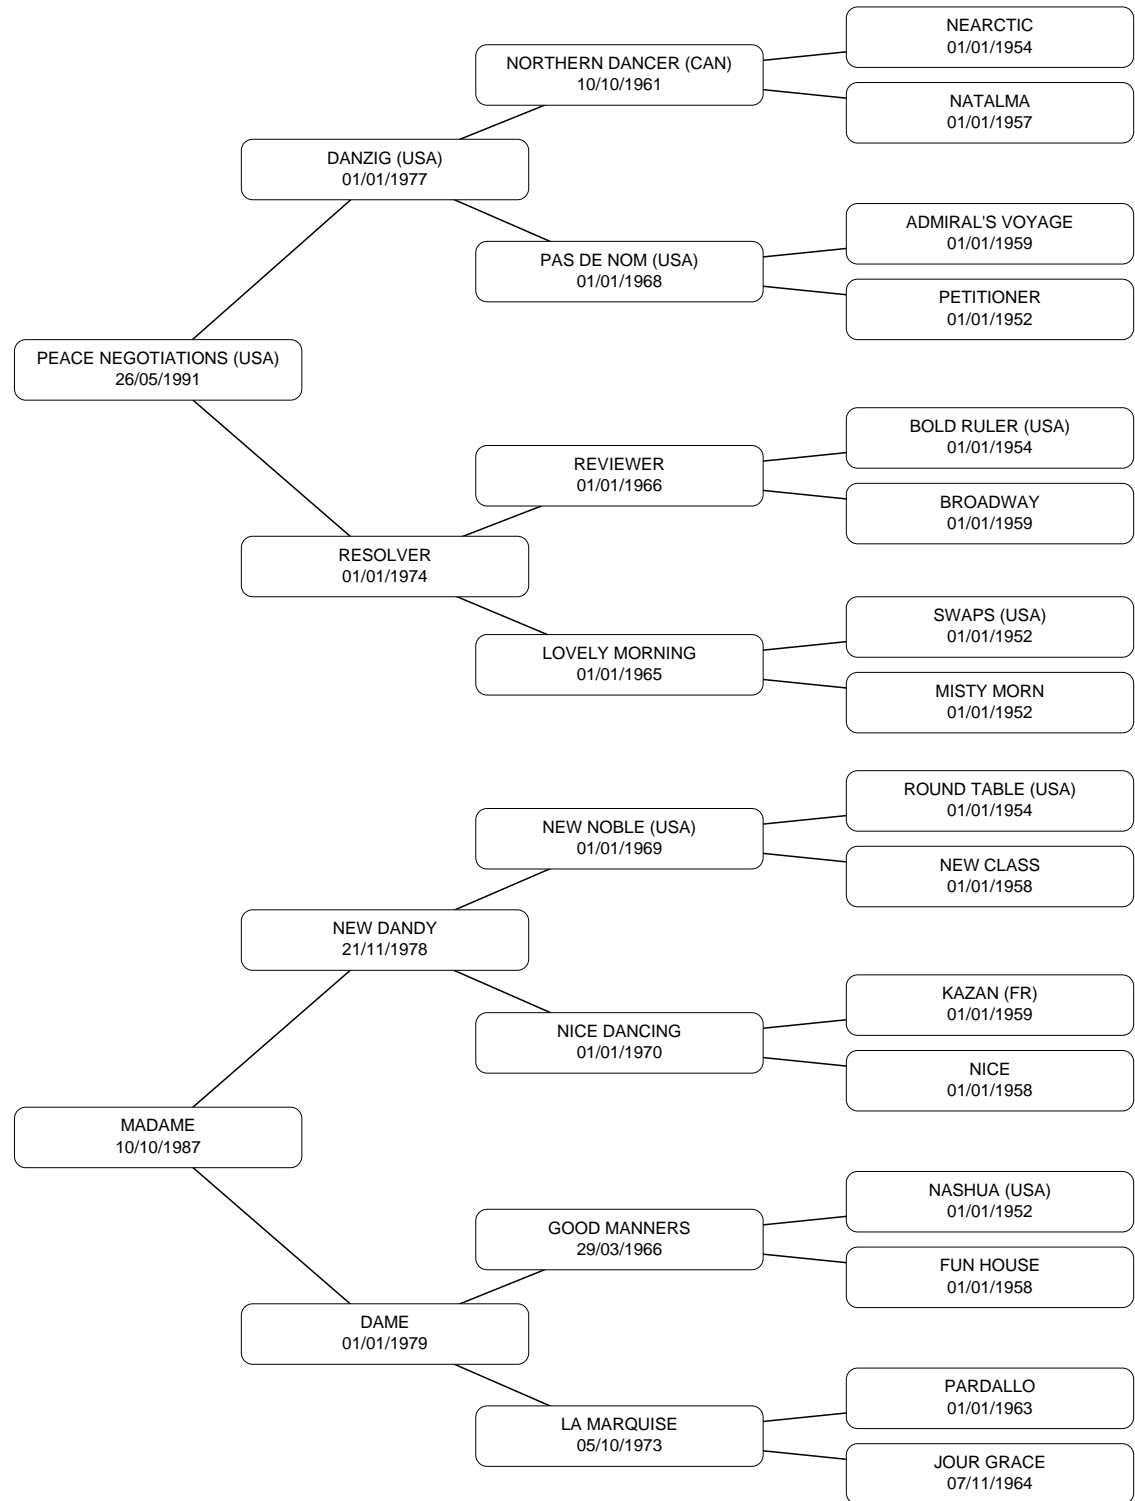 NEARCTIC
01/01/1954
NORTHERN DANCER (CAN)
10/10/1961
NATALMA
01/01/1957
DANZIG (USA)
01/01/1977
ADMIRAL'S VOYAGE
01/01/1959
PAS DE NOM (USA)
01/01/1968
PETITIONER
01/01/1952
PEACE NEGOTIATIONS (USA)
26/05/1991
BOLD RULER (USA)
01/01/1954
REVIEWER
01/01/1966
BROADWAY
01/01/1959
RESOLVER
01/01/1974
SWAPS (USA)
01/01/1952
LOVELY MORNING
01/01/1965
MISTY MORN
01/01/1952
ROUND TABLE (USA)
01/01/1954
NEW NOBLE (USA)
01/01/1969
NEW CLASS
01/01/1958
NEW DANDY
21/11/1978
KAZAN (FR)
01/01/1959
NICE DANCING
01/01/1970
NICE
01/01/1958
MADAME
10/10/1987
NASHUA (USA)
01/01/1952
GOOD MANNERS
29/03/1966
FUN HOUSE
01/01/1958
DAME
01/01/1979
PARDALLO
01/01/1963
LA MARQUISE
05/10/1973
JOUR GRACE
07/11/1964